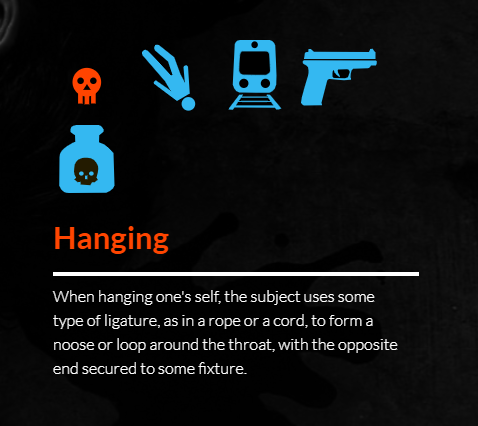 Hanging
When hanging one's self, the subject uses some
type of ligature, as in a rope or a cord, to form a
noose or loop around the throat, with the opposite
end secured to some fixture.